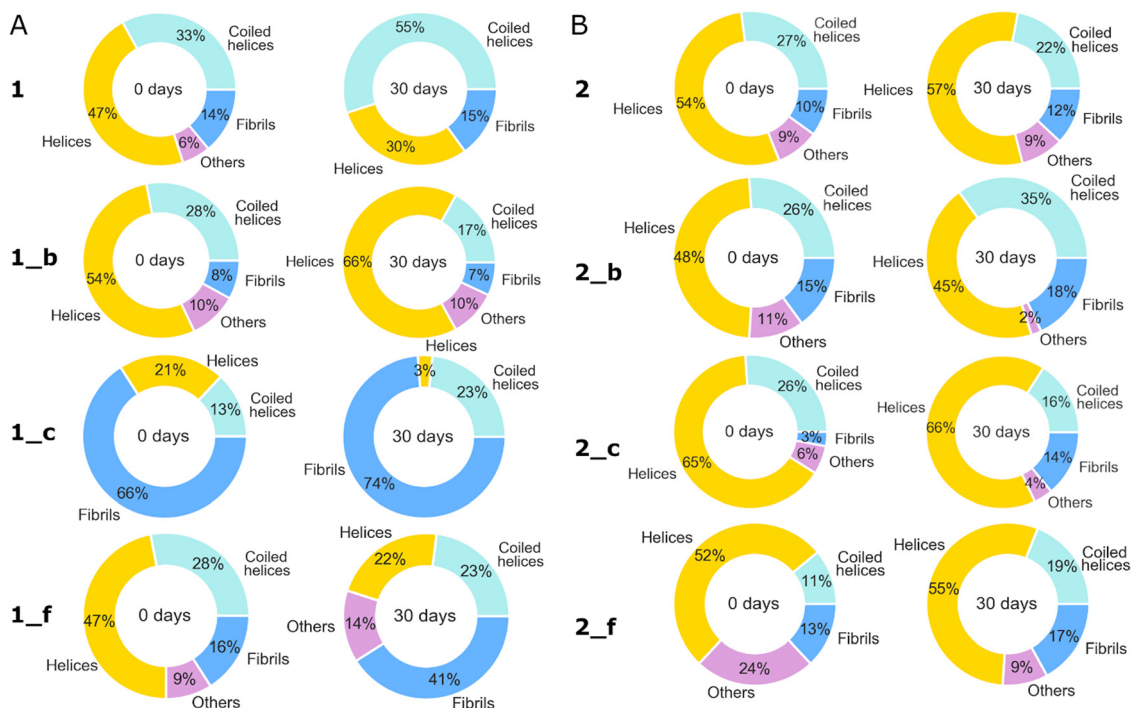 A
B
1
33%
Coiled
helices
0 days
47%
14%
Helices
6%
Fibrils
Others
55%
Coiled
helices
30 days
15%
Fibrils
30%
Helices
2
27%
Coiled
helices
0 days
Helices
54%
10%
Fibrils
9%
Others
22%
Coiled
helices
Helices
57%
30 days
12%
Fibrils
9%
Others
1_b
28%
Coiled
helices
0 days
54%
8%
Fibrils
10%
Helices
Others
17%
Coiled
helices
Helices
66%
30 days
7%
Fibrils
10%
Others
2_b
26%
Coiled
helices
Helices
48%
0 days
15%
Fibrils
11%
Others
35%
Coiled
helices
Helices
30 days
45%
18%
Fibrils
2%
Others
1_c
21%
Helices
13%
Coiled
helices
0 days
66%
Fibrils
Helices
3%
Coiled
helices
23%
30 days
Fibrils
74%
2_c
26%
Coiled
helices
0 days
3%
Fibrils
6%
Others
65%
Helices
16%
Coiled
helices
Helices
66%
30 days
14%
Fibrils
4%
Others
1_f
28%
Coiled
helices
47%
0 days
16%
Helices
Fibrils
9%
Others
Helices
22%
Coiled
helices
23%
Others
14%
30 days
41%
Fibrils
2_f
Helices
52%
Coiled
helices
11%
0 days
13%
Fibrils
24%
Others
Helices
55%
19%
Coiled
helices
30 days
17%
Fibrils
9%
Others